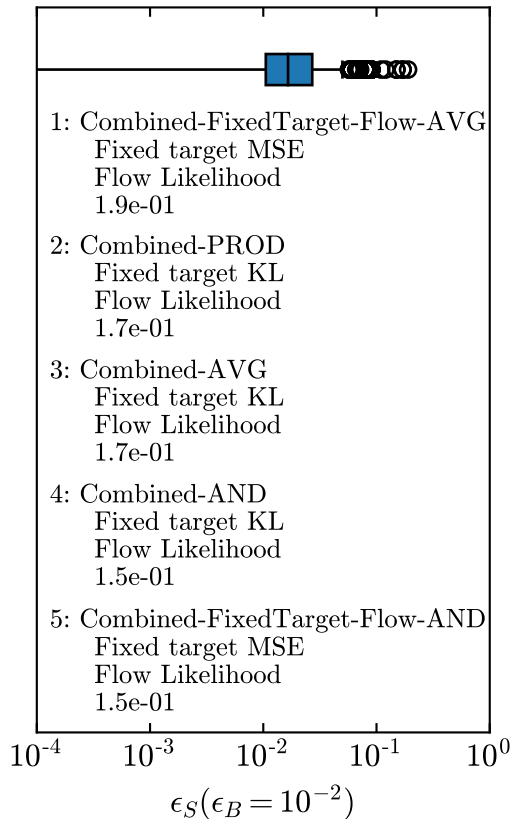 1: Combined-FixedTarget-Flow-AVG
Fixed target MSE
Flow Likelihood
1.9e-01
2: Combined-PROD
Fixed target KL
Flow Likelihood
1.7e-01
3: Combined-AVG
Fixed target KL
Flow Likelihood
1.7e-01
4: Combined-AND
Fixed target KL
Flow Likelihood
1.5e-01
5: Combined-FixedTarget-Flow-AND
Fixed target MSE
Flow Likelihood
1.5e-01
10⁻⁴ 10⁻³ 10⁻² 10⁻¹ 10⁰
ϵ_S(ϵ_B = 10⁻²)